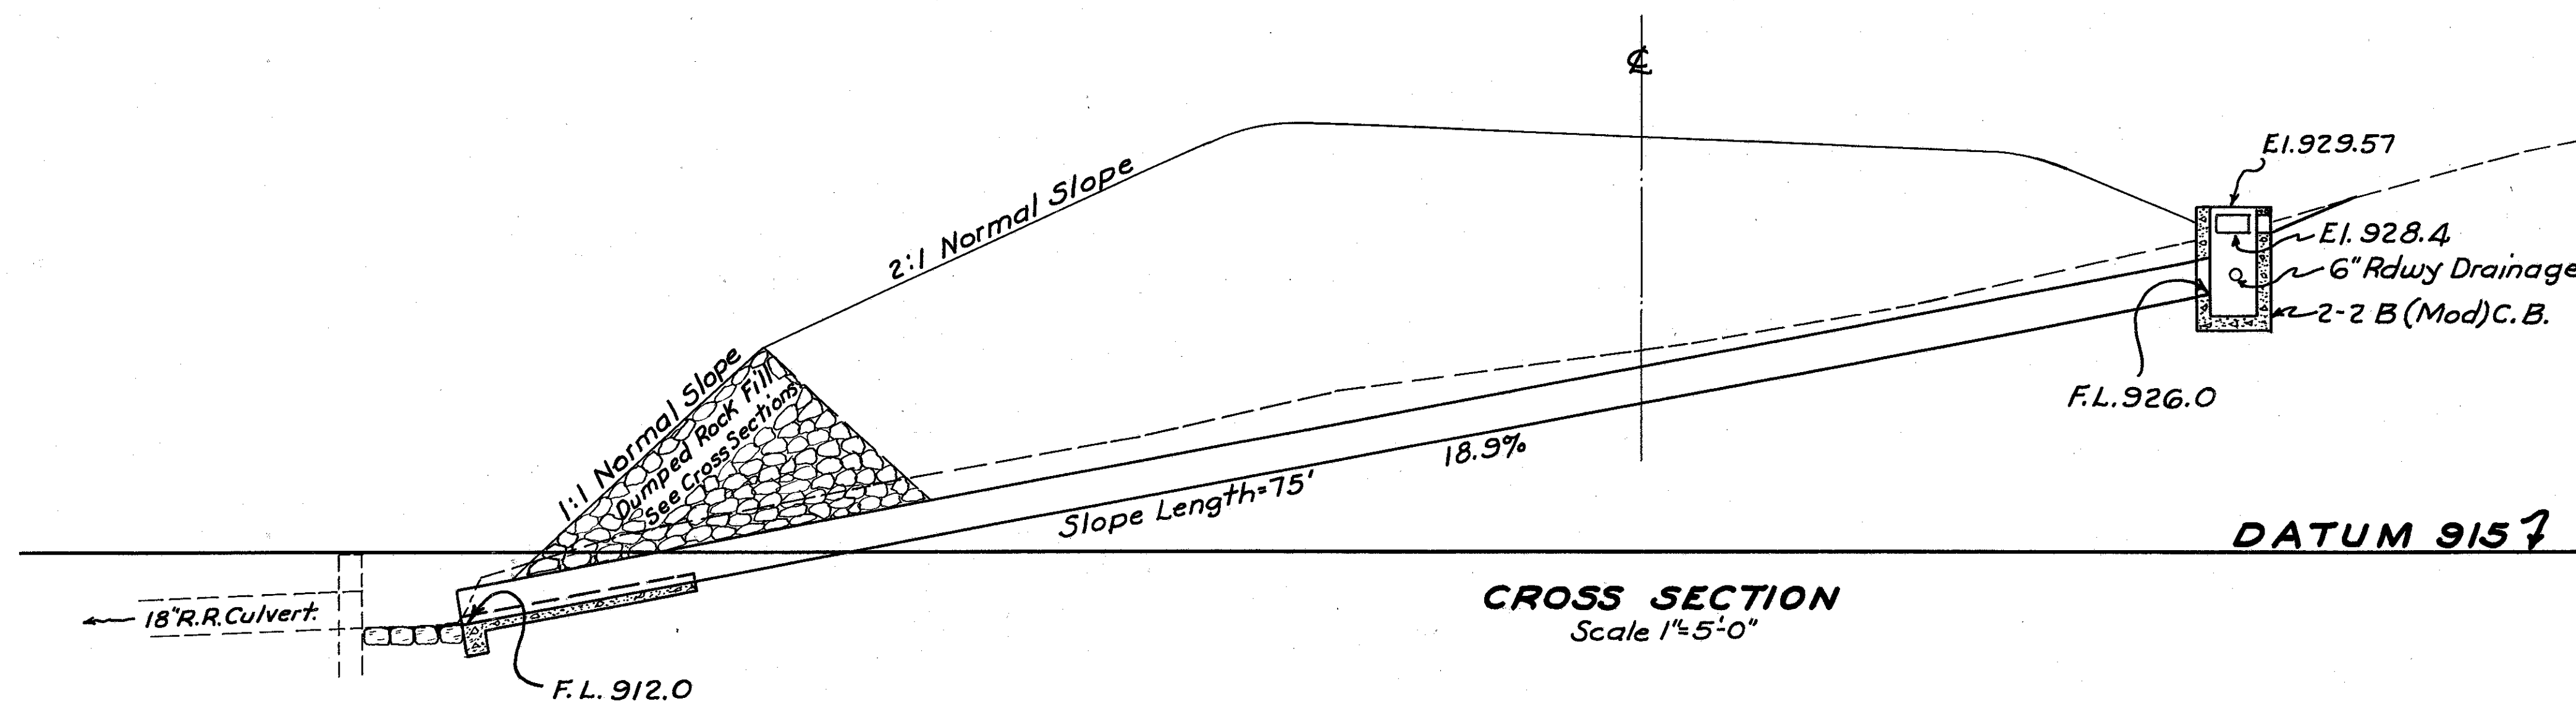 ℄
El. 929.57
2:1 Normal Slope
El. 928.4
6" Rdwy Drainage
2-2 B (Mod) C.B.
F.L. 926.0
1:1 Normal Slope
Dumped Rock Fill
See Cross Sections
18.9%
Slope Length=75'
DATUM 915
18" R.R. Culvert.
CROSS SECTION
Scale 1"=5'-0"
F.L. 912.0